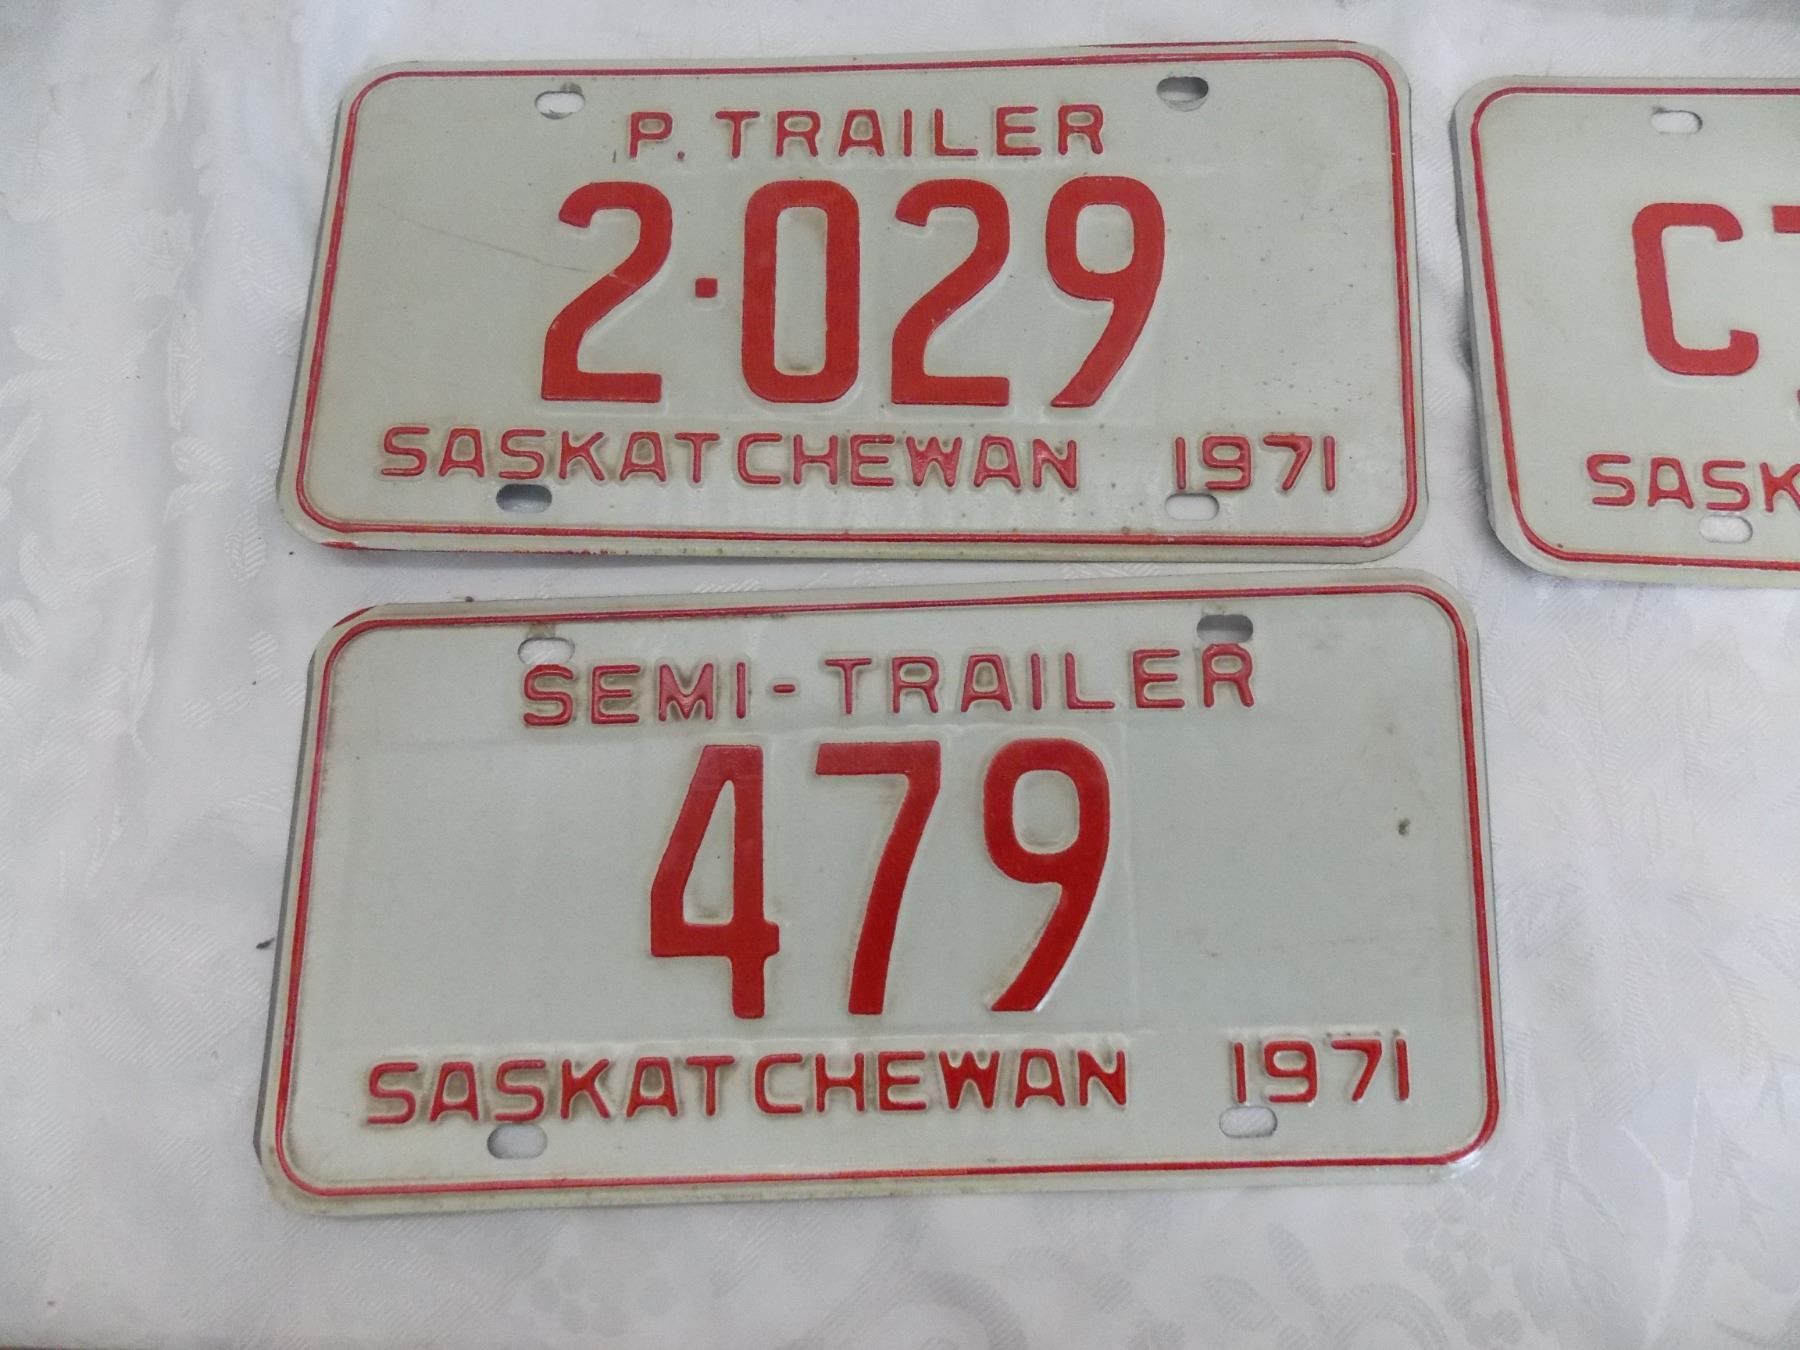 P. TRAILER
2·029
SASKATCHEWAN 1971
SEMI-TRAILER
479
SASKATCHEWAN 1971